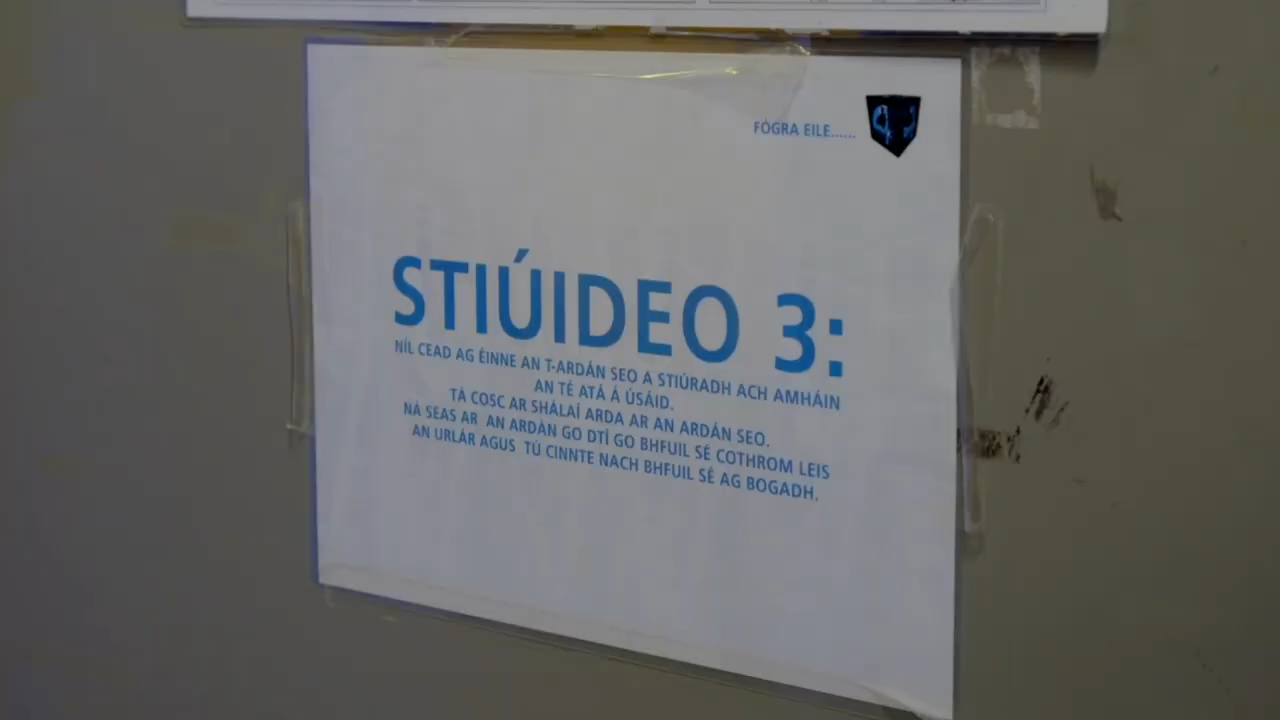 FÓGRA EILE......
STIÚIDEO 3:
NÍL CEAD AG ÉINNE AN T-ARDÁN SEO A STIÚRADH ACH AMHÁIN
AN TÉ ATÁ Á ÚSÁID.
TÁ COSC AR SHÁLAÍ ARDA AR AN ARDÁN SEO.
NÁ SEAS AR AN ARDÁN GO DTÍ GO BHFUIL SÉ COTHROM LEIS
AN URLÁR AGUS TÚ CINNTE NACH BHFUIL SÉ AG BOGADH.